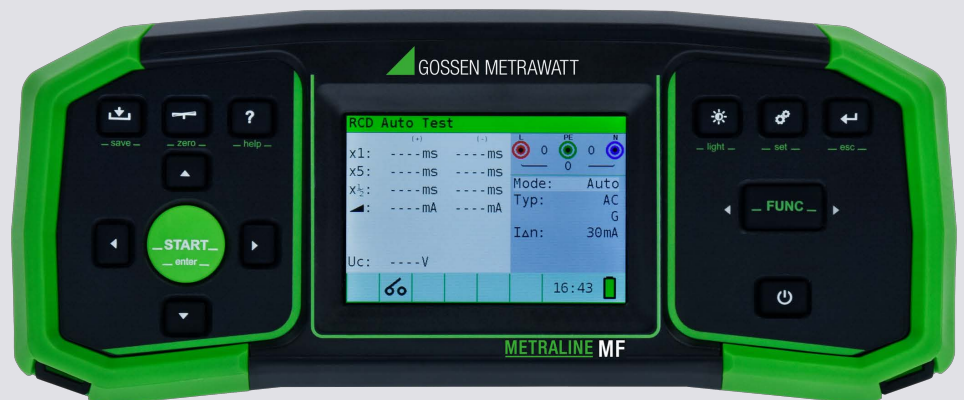 GOSSEN METRAWATT
save
zero
? help
START
enter
RCD Auto Test
(+) (-)
x1: ----ms ----ms
x5: ----ms ----ms
x½: ----ms ----ms
: ----mA ----mA
Uc: ----V
L PE N
0 0
0
Mode: Auto
Typ: AC
G
I∆n: 30mA
16:43
light
set
esc
FUNC
METRALINE MF